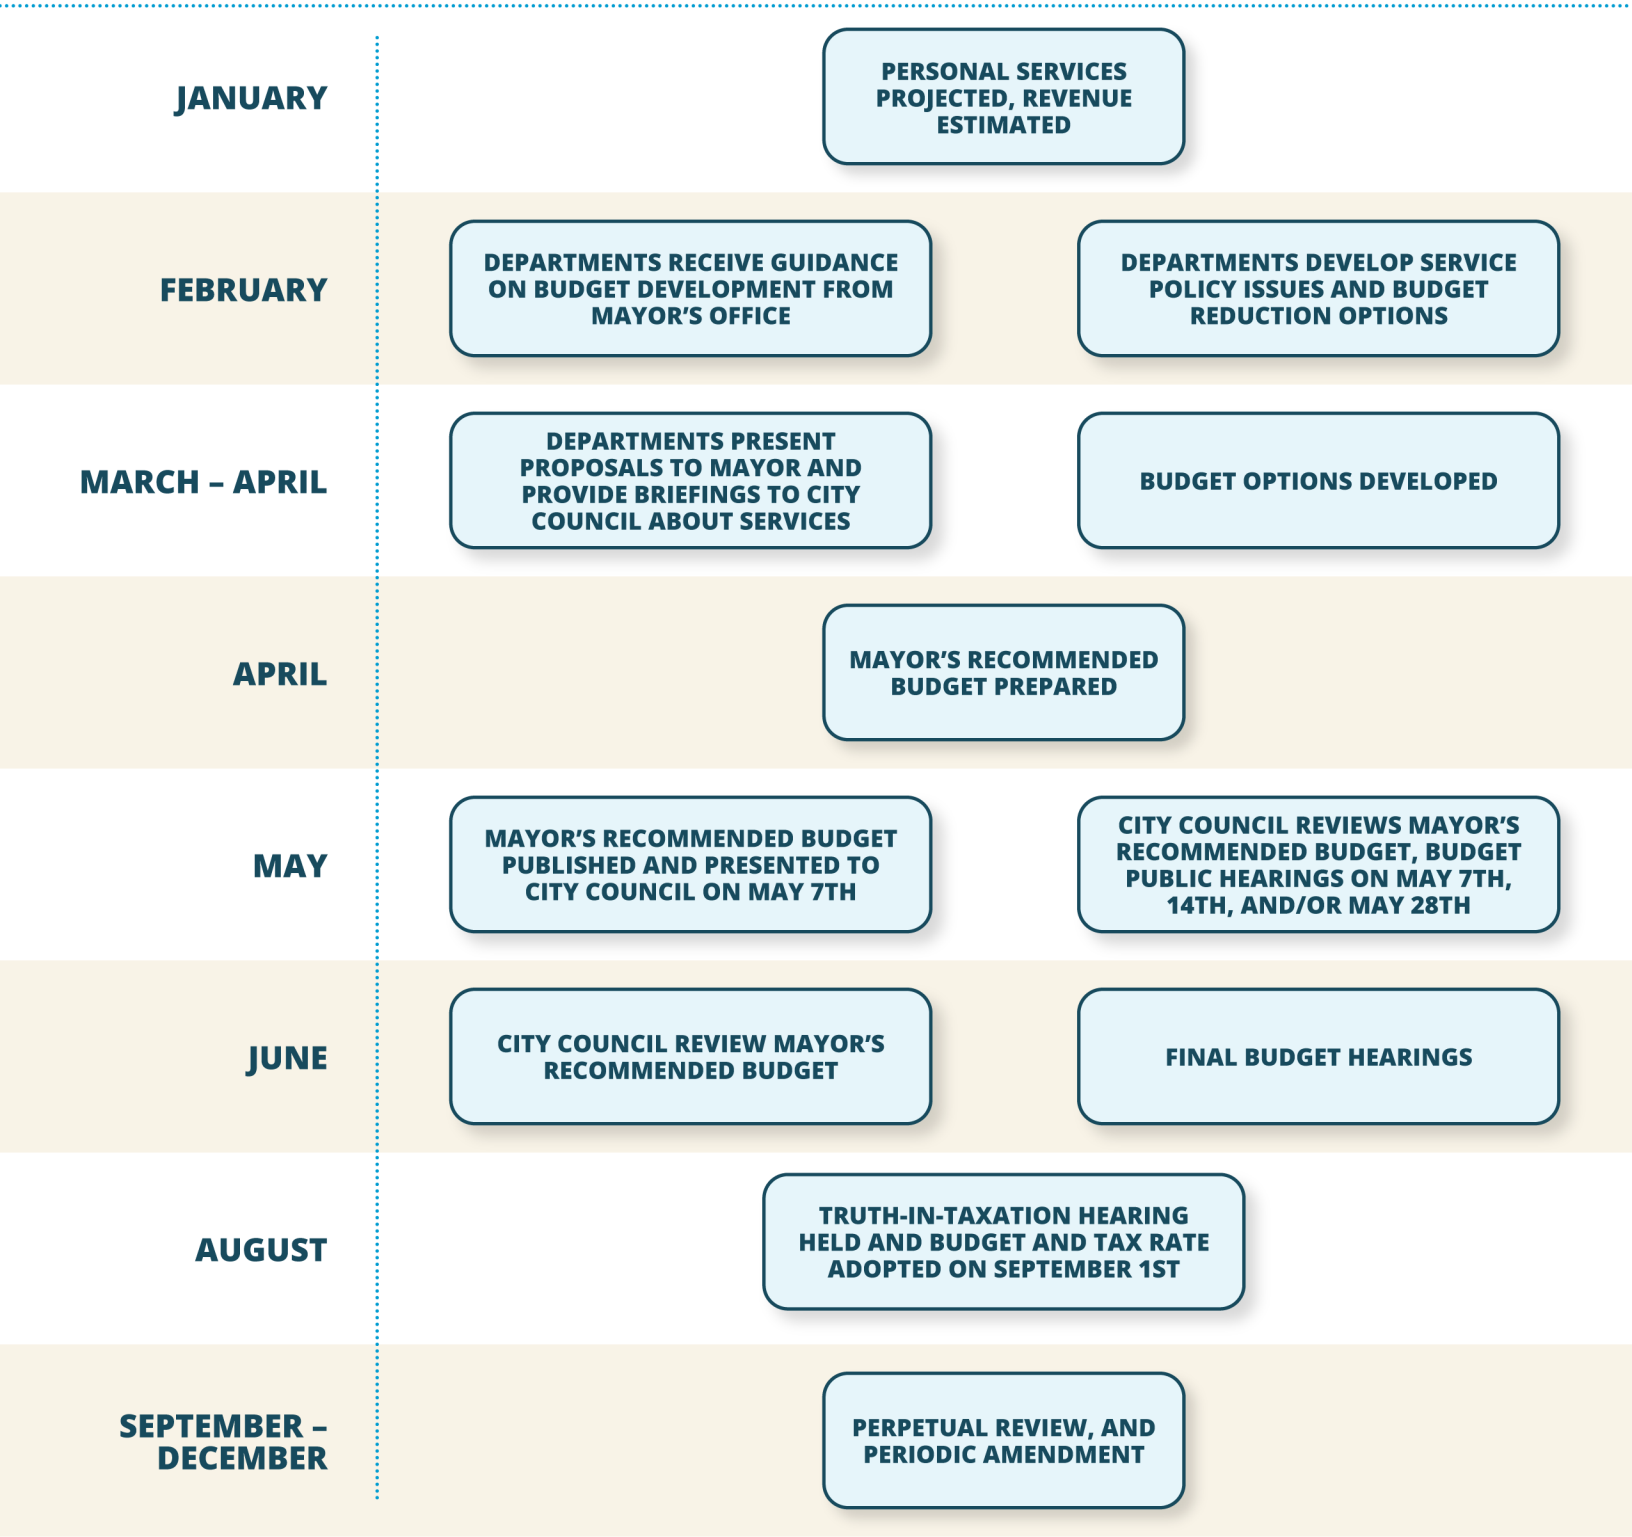 JANUARY
PERSONAL SERVICES
PROJECTED, REVENUE
ESTIMATED
FEBRUARY
DEPARTMENTS RECEIVE GUIDANCE
ON BUDGET DEVELOPMENT FROM
MAYOR’S OFFICE
DEPARTMENTS DEVELOP SERVICE
POLICY ISSUES AND BUDGET
REDUCTION OPTIONS
MARCH – APRIL
DEPARTMENTS PRESENT
PROPOSALS TO MAYOR AND
PROVIDE BRIEFINGS TO CITY
COUNCIL ABOUT SERVICES
BUDGET OPTIONS DEVELOPED
APRIL
MAYOR’S RECOMMENDED
BUDGET PREPARED
MAY
MAYOR’S RECOMMENDED BUDGET
PUBLISHED AND PRESENTED TO
CITY COUNCIL ON MAY 7TH
CITY COUNCIL REVIEWS MAYOR’S
RECOMMENDED BUDGET, BUDGET
PUBLIC HEARINGS ON MAY 7TH,
14TH, AND/OR MAY 28TH
JUNE
CITY COUNCIL REVIEW MAYOR’S
RECOMMENDED BUDGET
FINAL BUDGET HEARINGS
AUGUST
TRUTH-IN-TAXATION HEARING
HELD AND BUDGET AND TAX RATE
ADOPTED ON SEPTEMBER 1ST
SEPTEMBER –
DECEMBER
PERPETUAL REVIEW, AND
PERIODIC AMENDMENT